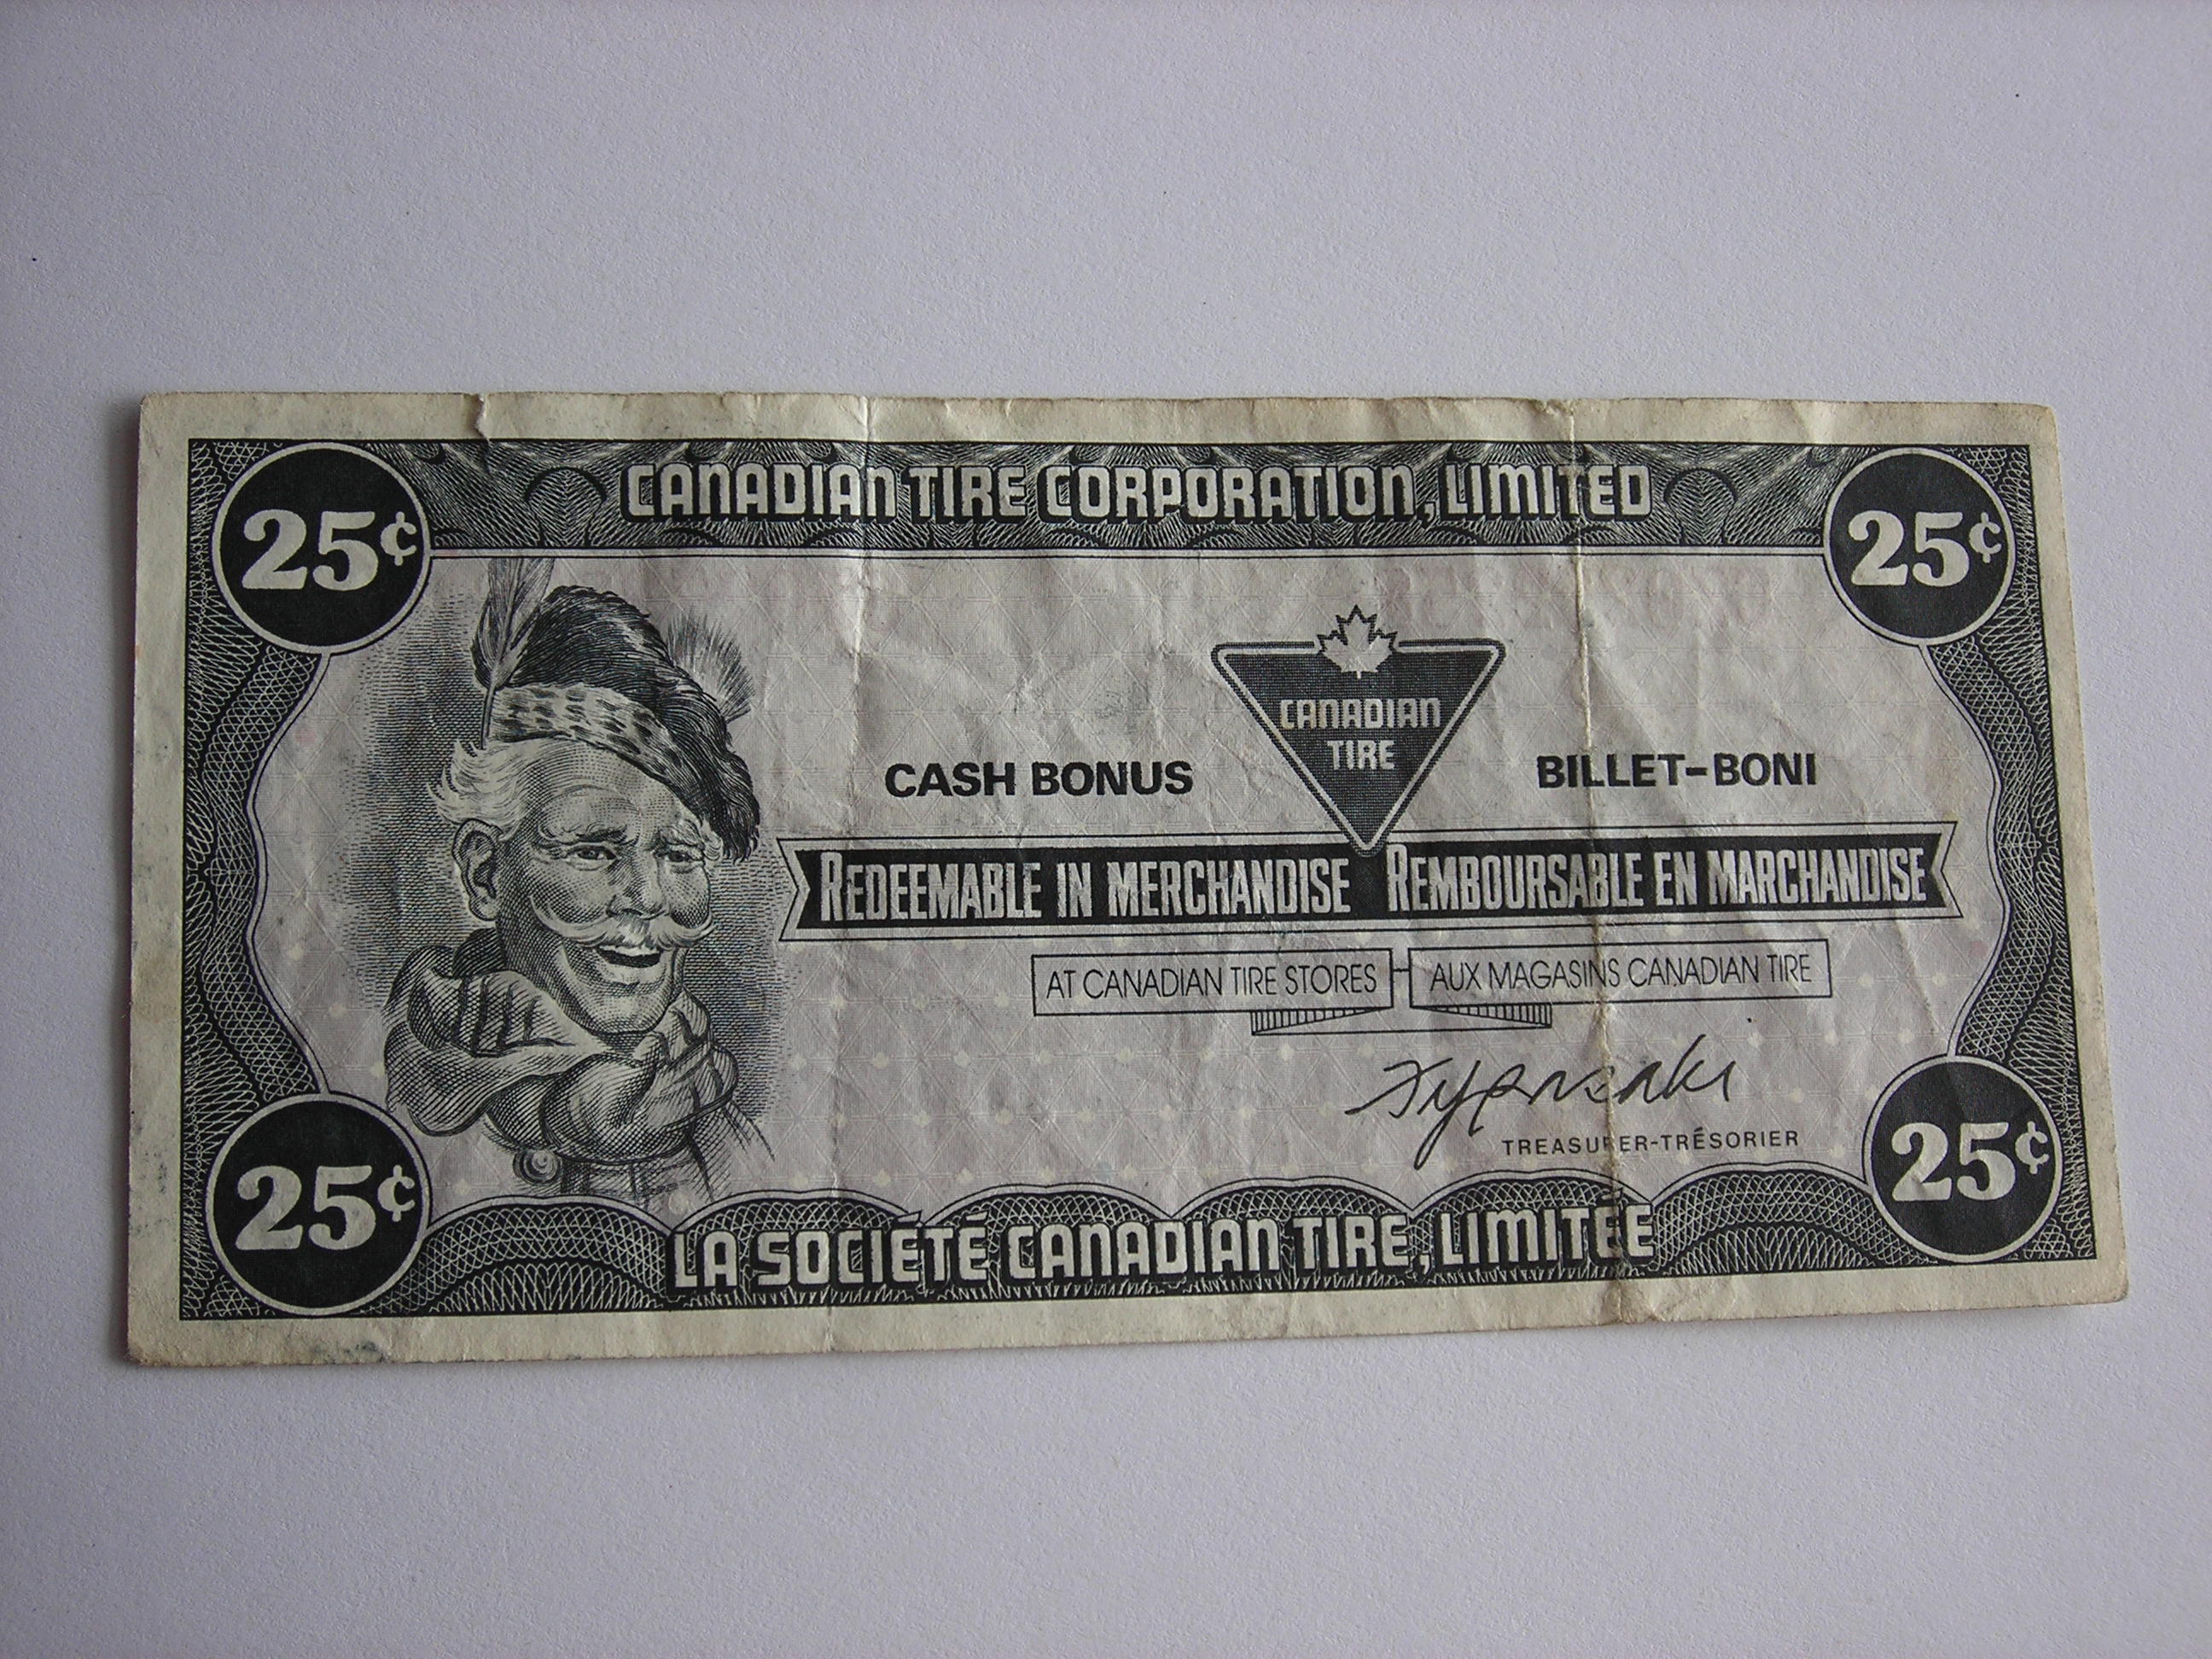 CANADIAN TIRE CORPORATION, LIMITED
25¢ 25¢
CANADIAN
TIRE
CASH BONUS BILLET-BONI
REDEEMABLE IN MERCHANDISE REMBOURSABLE EN MARCHANDISE
AT CANADIAN TIRE STORES AUX MAGASINS CANADIAN TIRE
TREASURER-TRÉSORIER
25¢ 25¢
LA SOCIÉTÉ CANADIAN TIRE, LIMITÉE